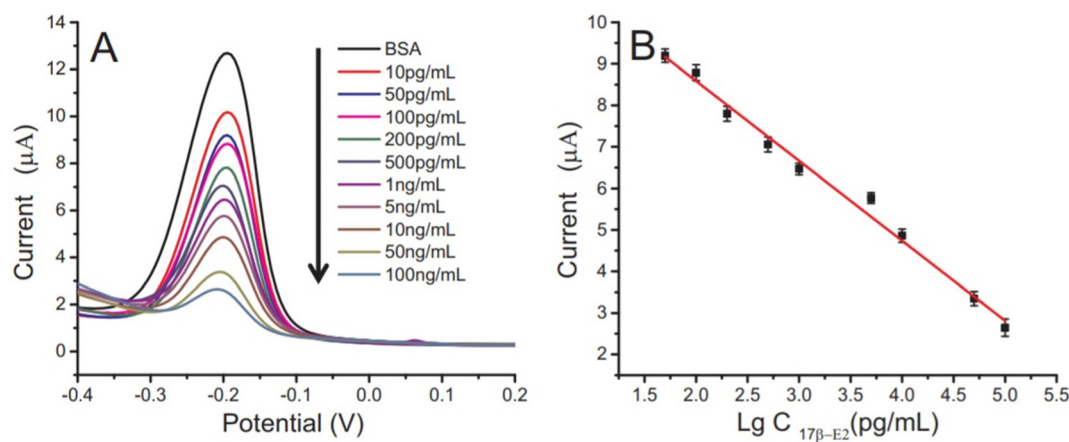 A
14
12
10
8
6
4
2
0
Current (μA)
-0.4 -0.3 -0.2 -0.1 0.0 0.1 0.2
Potential (V)
BSA
10pg/mL
50pg/mL
100pg/mL
200pg/mL
500pg/mL
1ng/mL
5ng/mL
10ng/mL
50ng/mL
100ng/mL
B
10
9
8
7
6
5
4
3
2
Current (μA)
1.5 2.0 2.5 3.0 3.5 4.0 4.5 5.0 5.5
Lg C 17β-E2 (pg/mL)